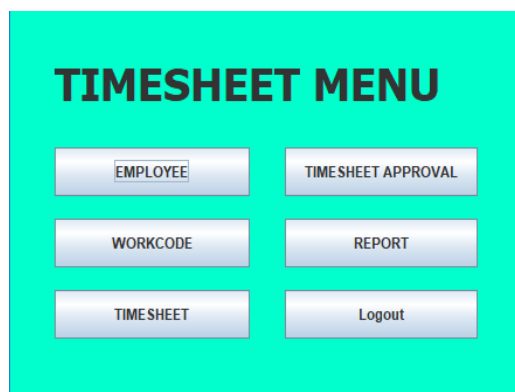 TIMESHEET MENU
EMPLOYEE
TIMESHEET APPROVAL
WORKCODE
REPORT
TIMESHEET
Logout